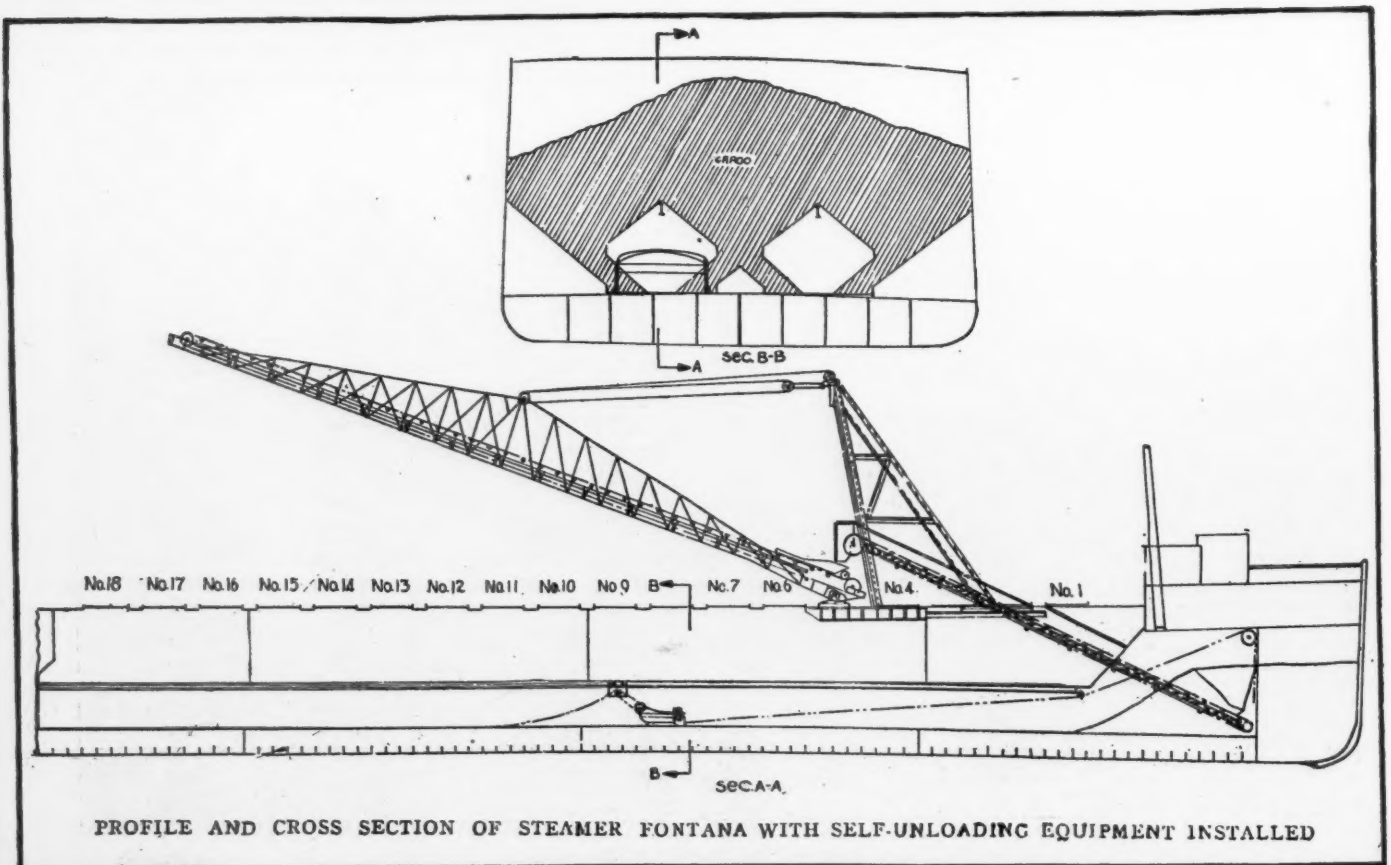 A
CARGO
I I
A
SEC. B-B
No.18 No.17 No.16 No.15 No.14 No.13 No.12 No.11 No.10 No.9 B No.7 No.6 No.4 No.1
B
SEC. A-A.
PROFILE AND CROSS SECTION OF STEAMER FONTANA WITH SELF-UNLOADING EQUIPMENT INSTALLED